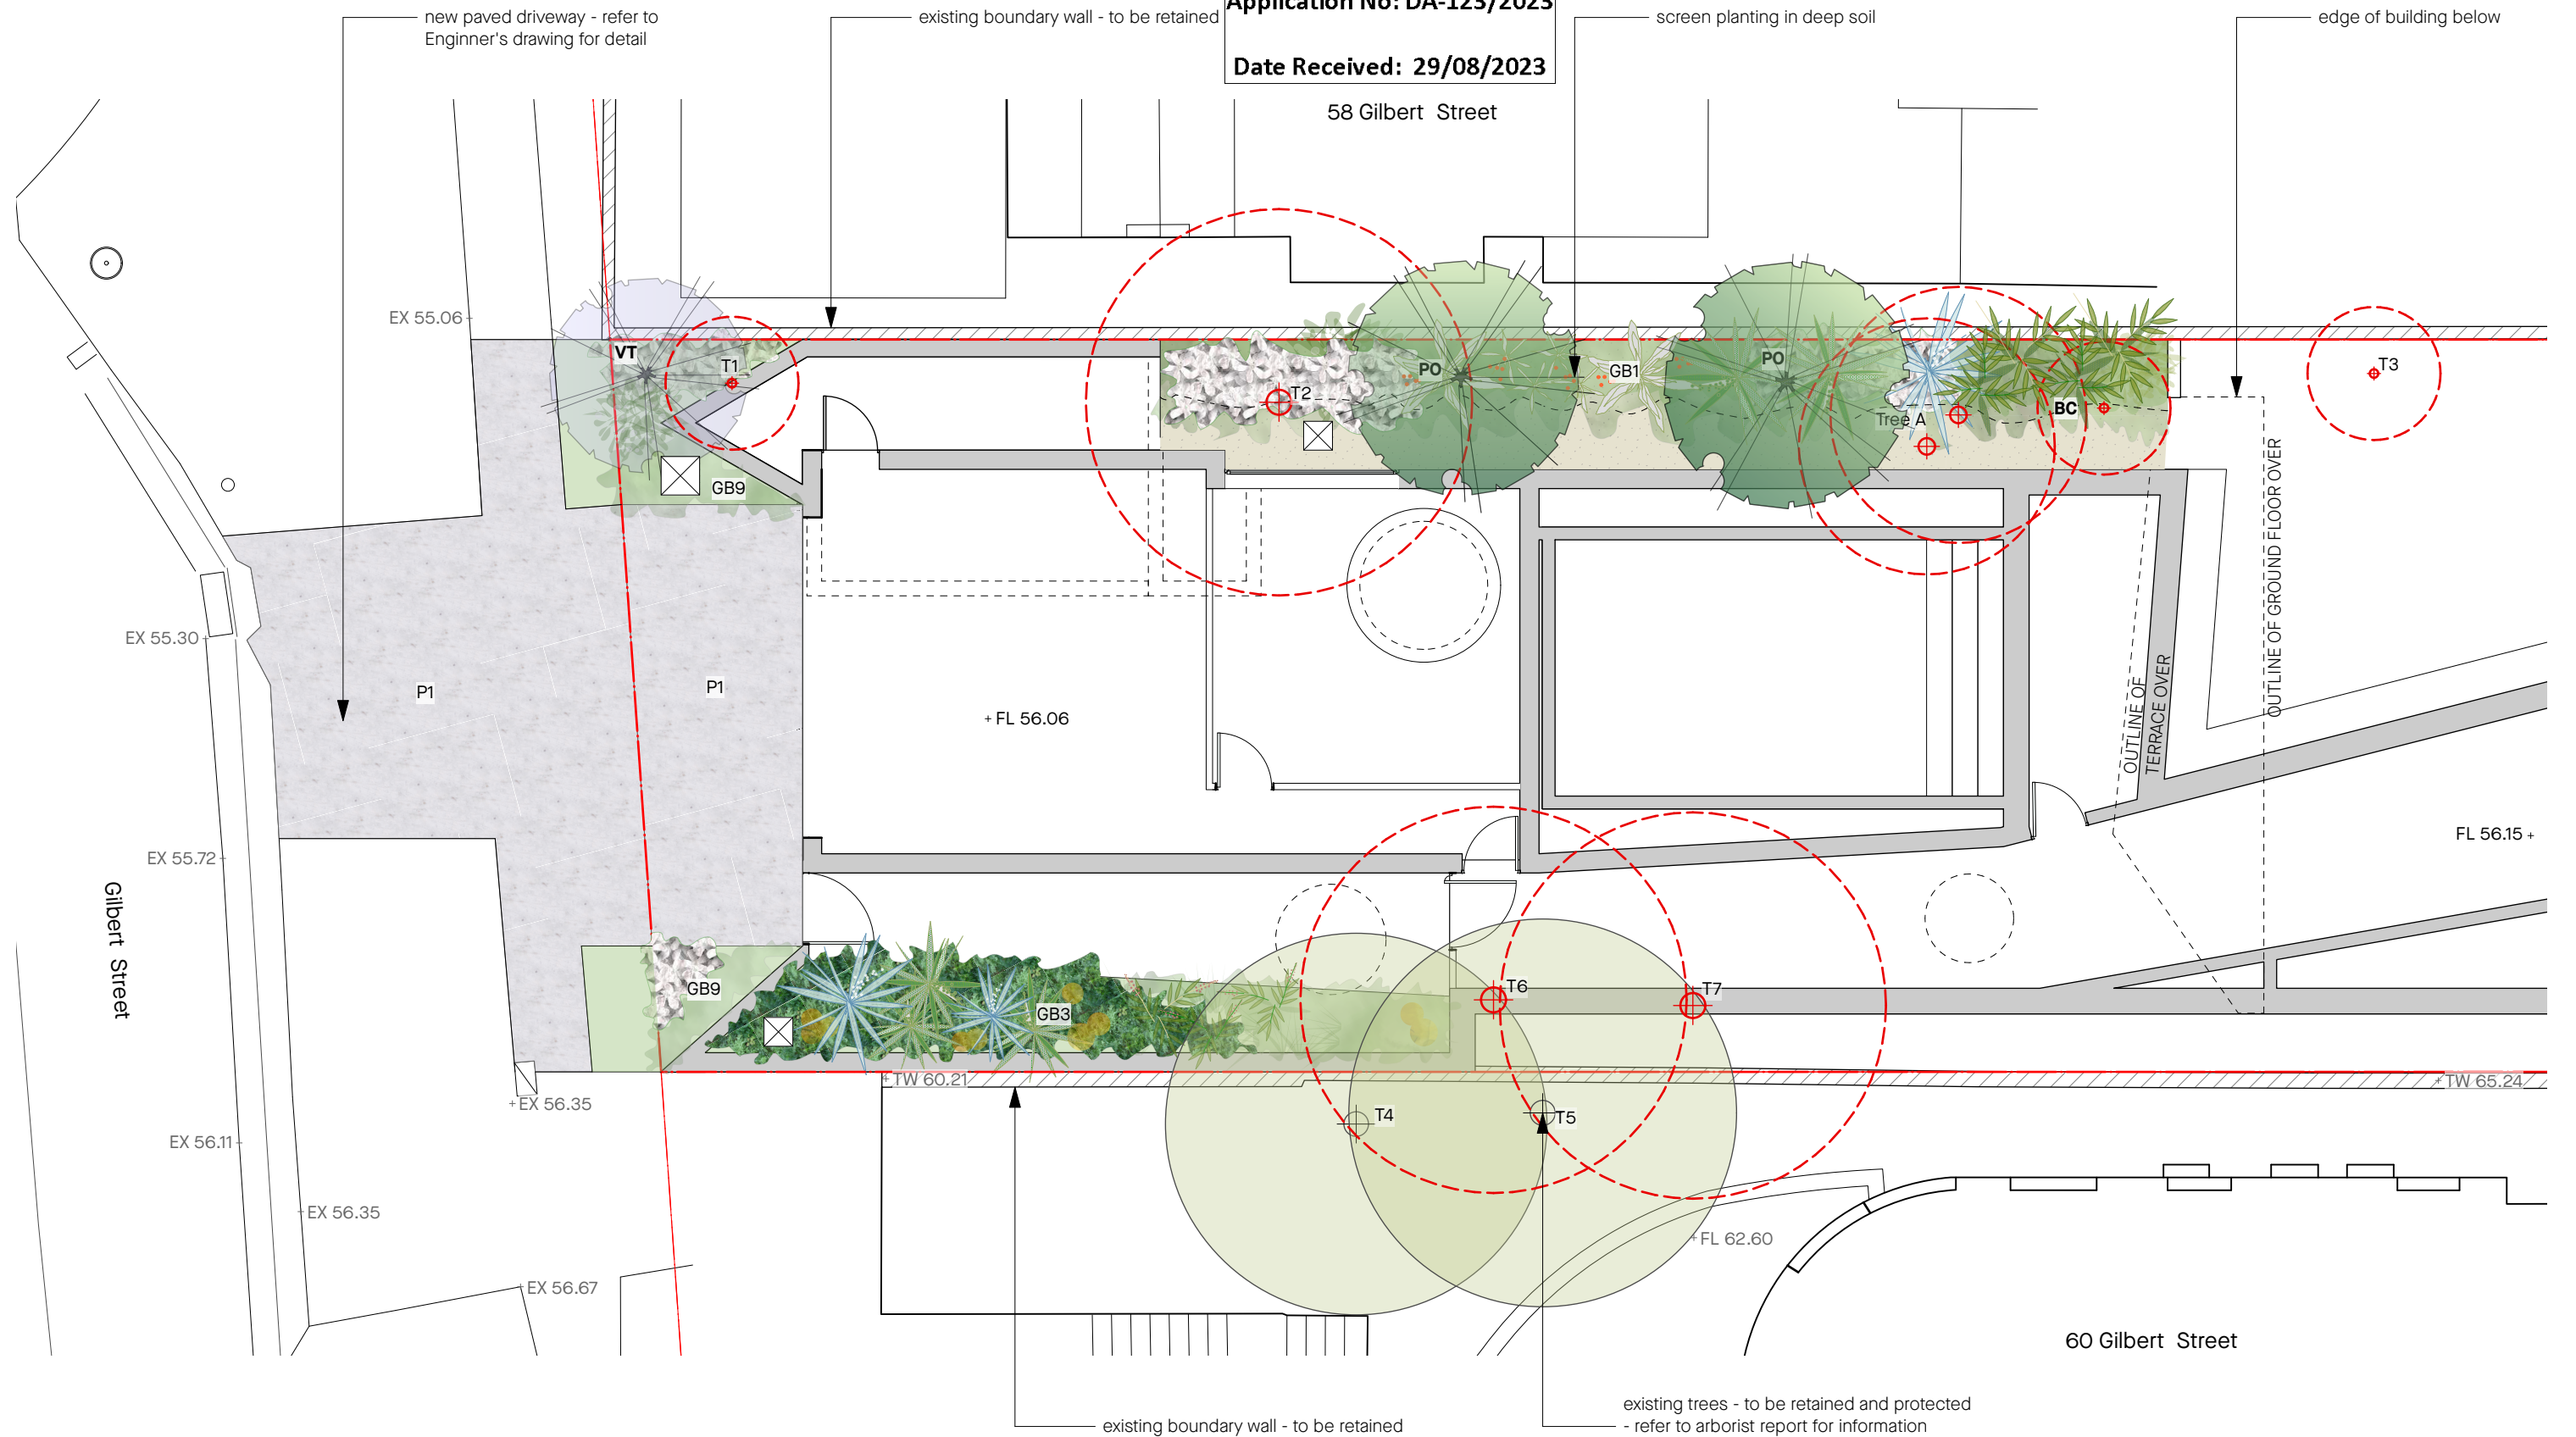 new paved driveway - refer to
Enginner's drawing for detail
existing boundary wall - to be retained
Application No: DA-123/2023
Date Received: 29/08/2023
screen planting in deep soil
edge of building below
58 Gilbert Street
EX 55.06
VT
T1
T2
PO
GB1
PO
Tree A
BC
T3
GB9
OUTLINE OF GROUND FLOOR OVER
EX 55.30
P1
P1
FL 56.06
OUTLINE OF
TERRACE OVER
FL 56.15
EX 55.72
Gilbert Street
GB9
GB3
T6
T7
TW 60.21
TW 65.24
EX 56.35
T4
T5
EX 56.11
EX 56.35
FL 62.60
EX 56.67
60 Gilbert Street
existing boundary wall - to be retained
existing trees - to be retained and protected
- refer to arborist report for information